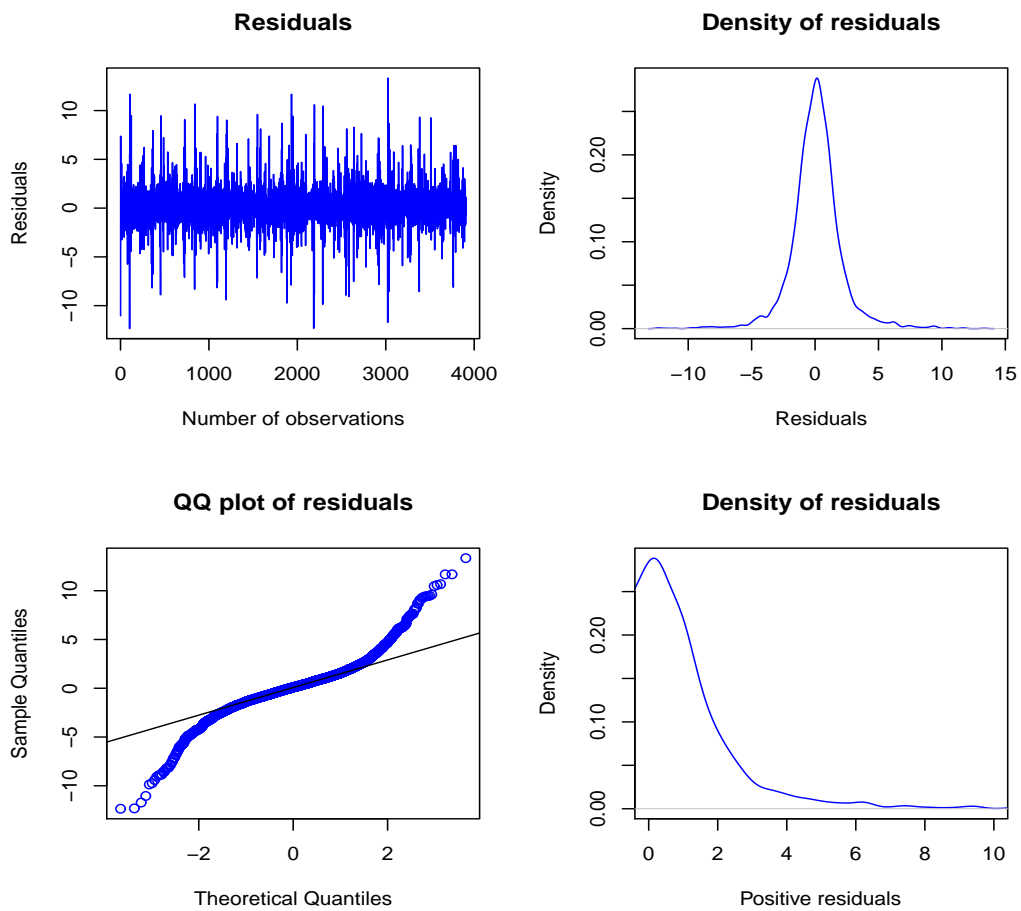 Residuals
Residuals
10
5
0
−5
−10
0 1000 2000 3000 4000
Number of observations
Density of residuals
Density
0.20
0.10
0.00
−10 −5 0 5 10 15
Residuals
QQ plot of residuals
Sample Quantiles
10
5
0
−5
−10
−2 0 2
Theoretical Quantiles
Density of residuals
Density
0.20
0.10
0.00
0 2 4 6 8 10
Positive residuals